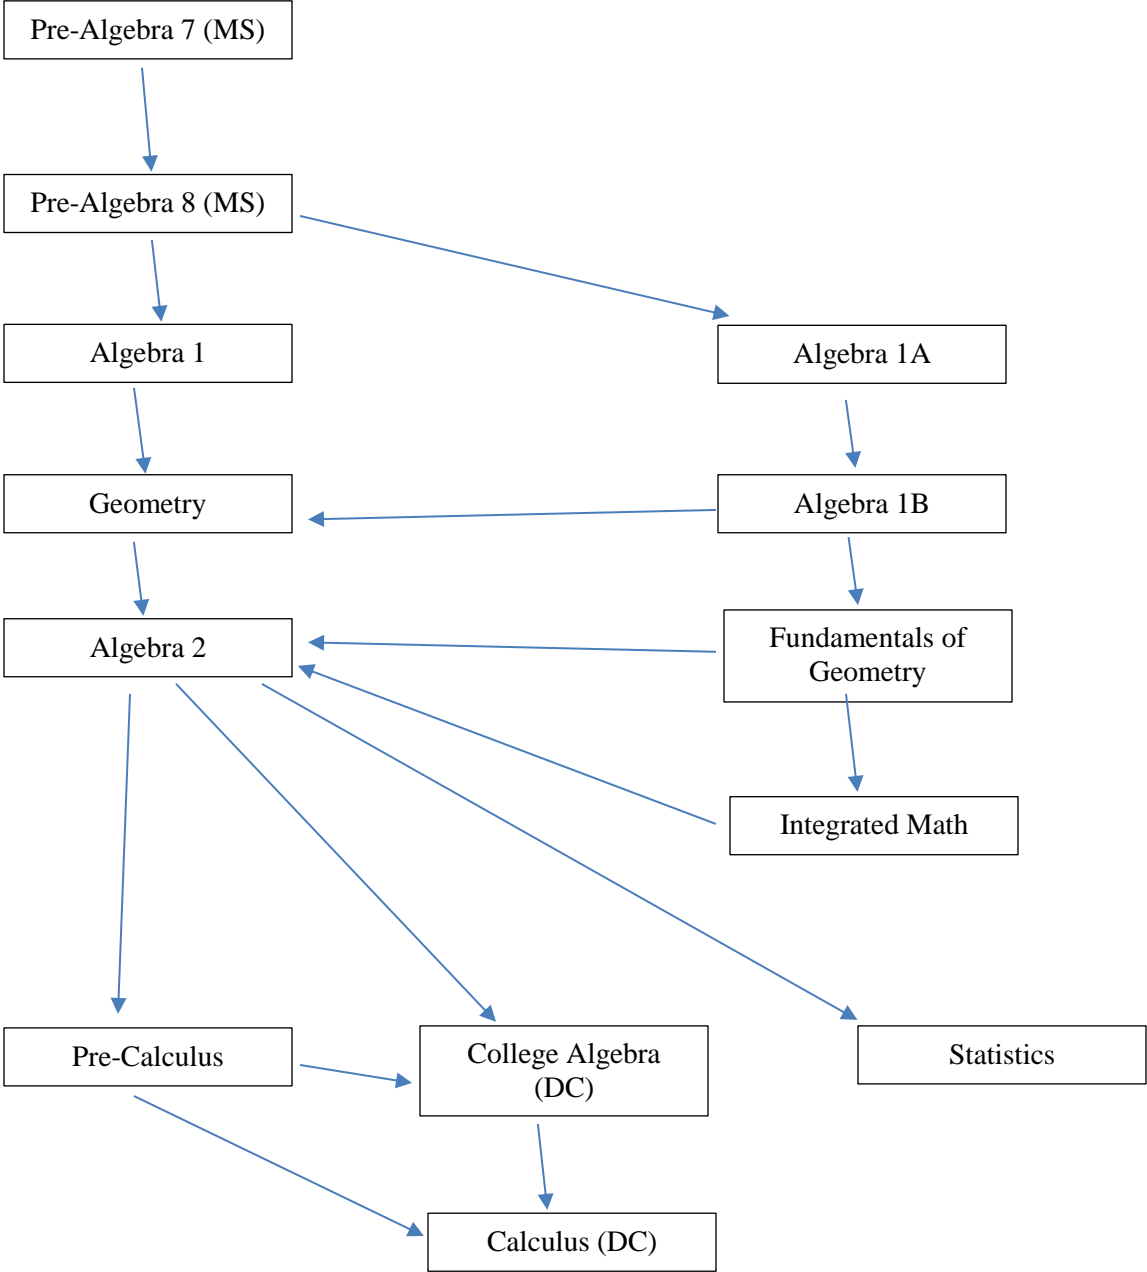 Pre-Algebra 7 (MS)
Pre-Algebra 8 (MS)
Algebra 1
Algebra 1A
Geometry
Algebra 1B
Algebra 2
Fundamentals of
Geometry
Integrated Math
Pre-Calculus
College Algebra
(DC)
Statistics
Calculus (DC)